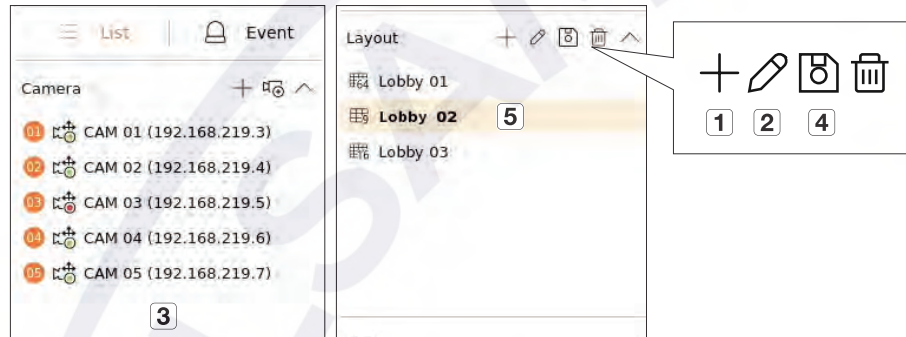 List
Event
Camera
01 CAM 01 (192.168.219.3)
02 CAM 02 (192.168.219.4)
03 CAM 03 (192.168.219.5)
04 CAM 04 (192.168.219.6)
05 CAM 05 (192.168.219.7)
3
Layout
Lobby 01
Lobby 02
5
Lobby 03
1 2 4